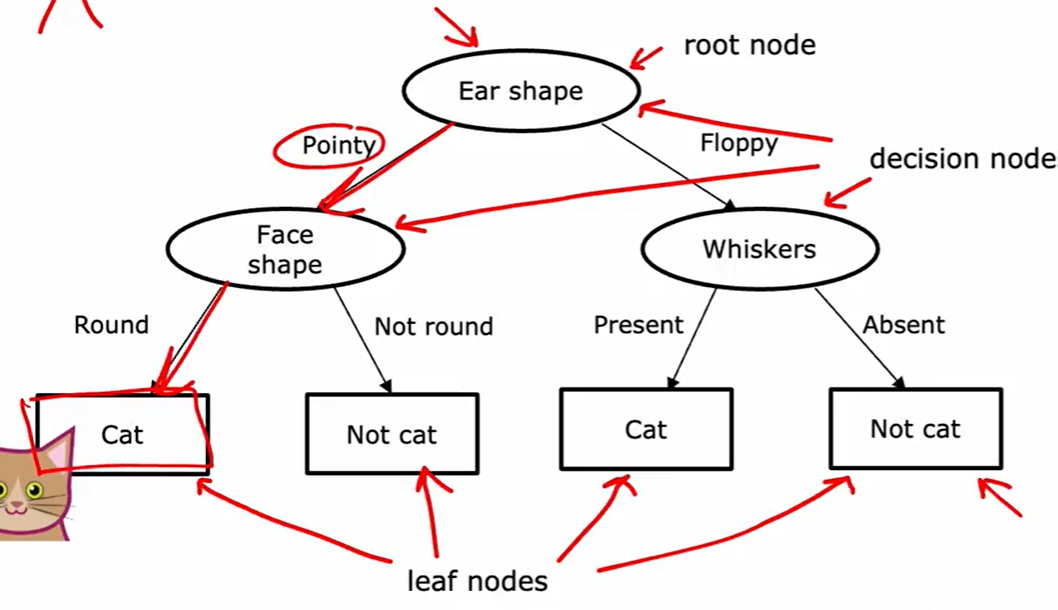 root node
Ear shape
Pointy
Floppy
decision node
Face
shape
Whiskers
Round
Not round
Present
Absent
Cat
Not cat
Cat
Not cat
leaf nodes